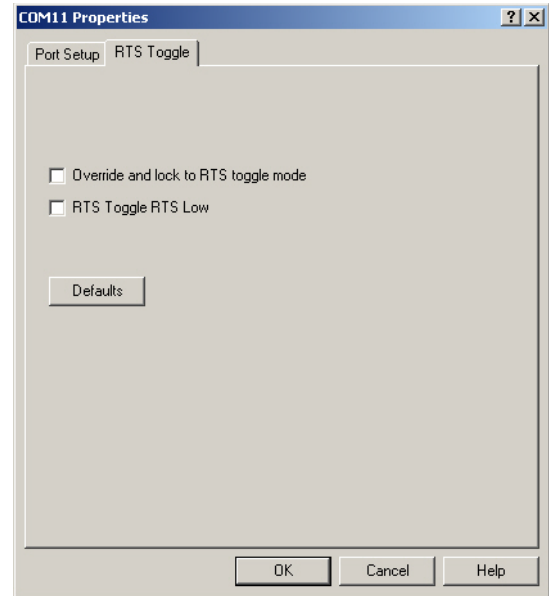 COM11 Properties
Port Setup RTS Toggle
Override and lock to RTS toggle mode
RTS Toggle RTS Low
Defaults
OK Cancel Help